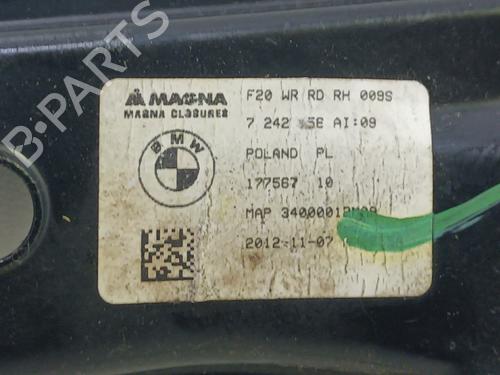 MAGNA
MAGNA CLOSURES
BMW
F20 WR RD RH 009S
7 242 AI:09
POLAND PL
177567 10
MAP
2012-11-07
B-PARTS